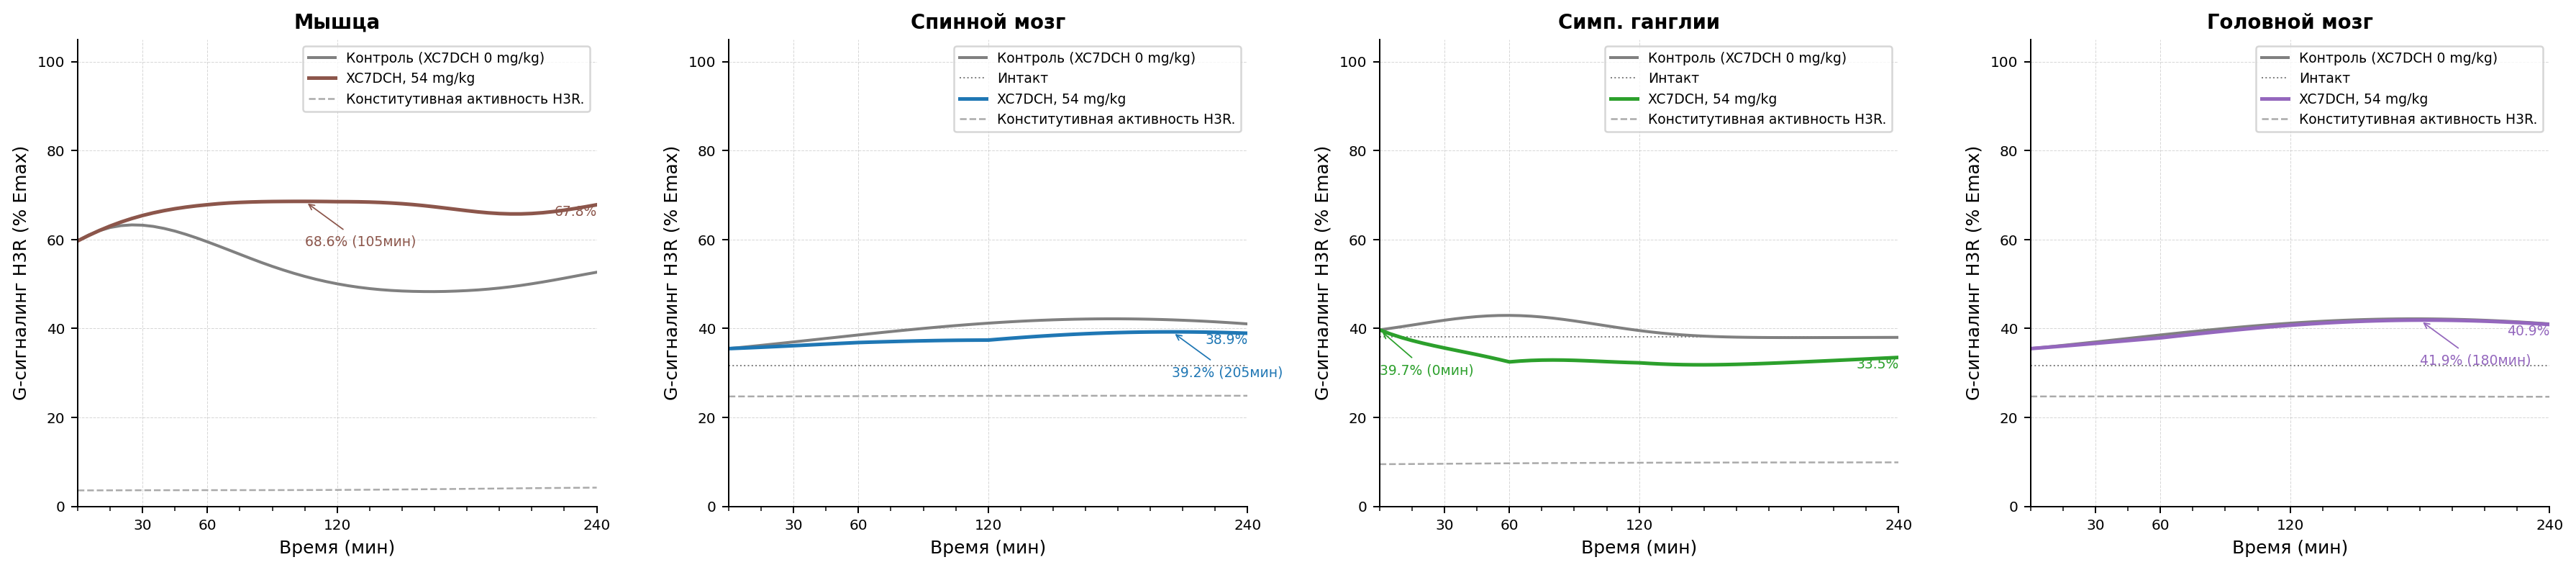 Мышца
G-сигналинг H3R (% Emax)
100
80
60
40
20
0
Контроль (XC7DCH 0 mg/kg)
XC7DCH, 54 mg/kg
Конститутивная активность H3R.
67.8%
68.6% (105мин)
30 60 120 240
Время (мин)
Спинной мозг
G-сигналинг H3R (% Emax)
100
80
60
40
20
0
Контроль (XC7DCH 0 mg/kg)
Интакт
XC7DCH, 54 mg/kg
Конститутивная активность H3R.
38.9%
39.2% (205мин)
30 60 120 240
Время (мин)
Симп. ганглии
G-сигналинг H3R (% Emax)
100
80
60
40
20
0
Контроль (XC7DCH 0 mg/kg)
Интакт
XC7DCH, 54 mg/kg
Конститутивная активность H3R.
33.5%
39.7% (0мин)
30 60 120 240
Время (мин)
Головной мозг
G-сигналинг H3R (% Emax)
100
80
60
40
20
0
Контроль (XC7DCH 0 mg/kg)
Интакт
XC7DCH, 54 mg/kg
Конститутивная активность H3R.
40.9%
41.9% (180мин)
30 60 120 240
Время (мин)